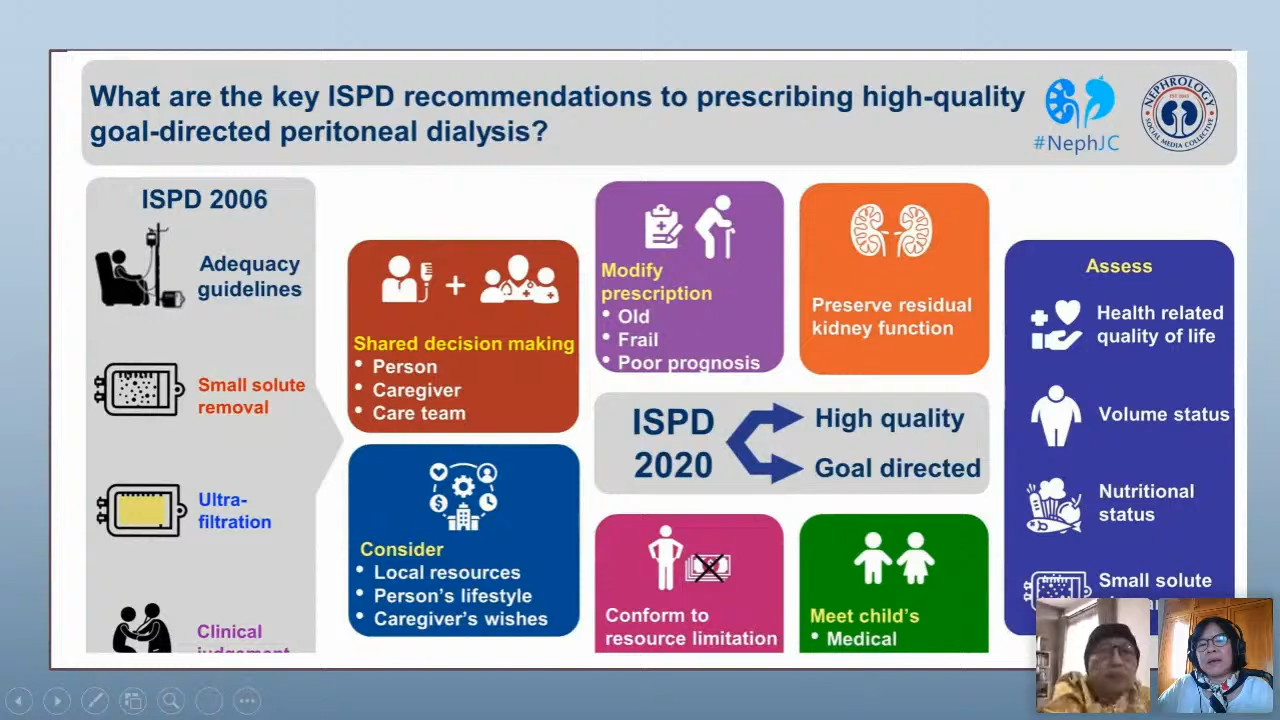 What are the key ISPD recommendations to prescribing high-quality
goal-directed peritoneal dialysis?
#NephJC
NEPHROLOGY
SOCIAL MEDIA COLLECTIVE
ISPD 2006
Adequacy
guidelines
Small solute
removal
Ultra-
filtration
Clinical
judgement
Shared decision making
• Person
• Caregiver
• Care team
Consider
• Local resources
• Person's lifestyle
• Caregiver's wishes
Modify
prescription
• Old
• Frail
• Poor prognosis
Preserve residual
kidney function
ISPD
2020
High quality
Goal directed
Conform to
resource limitation
Meet child's
• Medical
Assess
Health related
quality of life
Volume status
Nutritional
status
Small solute